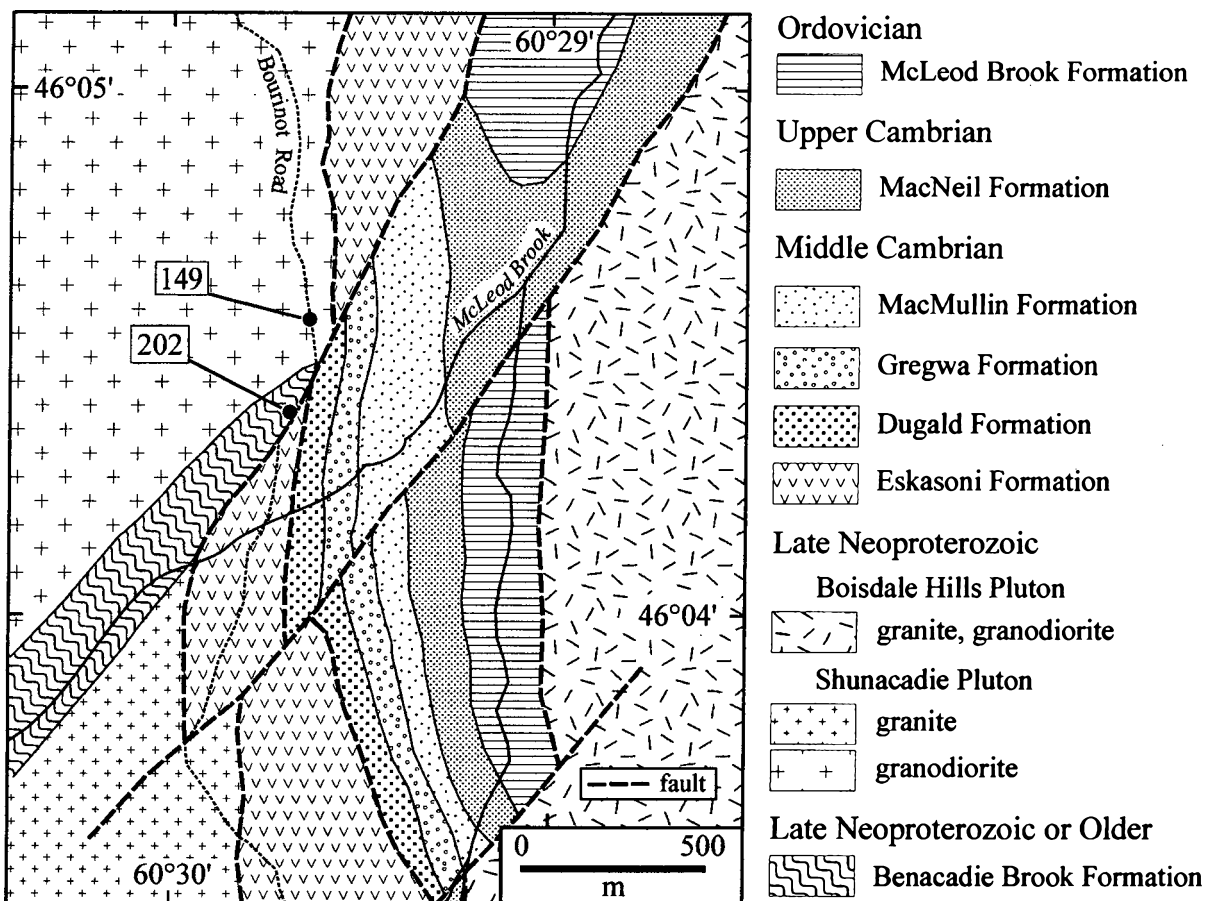 60°29'
46°05'
Bourinot Road
149
202
McLeod Brook
46°04'
fault
60°30'
0 500
m
Ordovician
McLeod Brook Formation
Upper Cambrian
MacNeil Formation
Middle Cambrian
MacMullin Formation
Gregwa Formation
Dugald Formation
Eskasoni Formation
Late Neoproterozoic
Boisdale Hills Pluton
granite, granodiorite
Shunacadie Pluton
granite
granodiorite
Late Neoproterozoic or Older
Benacadie Brook Formation